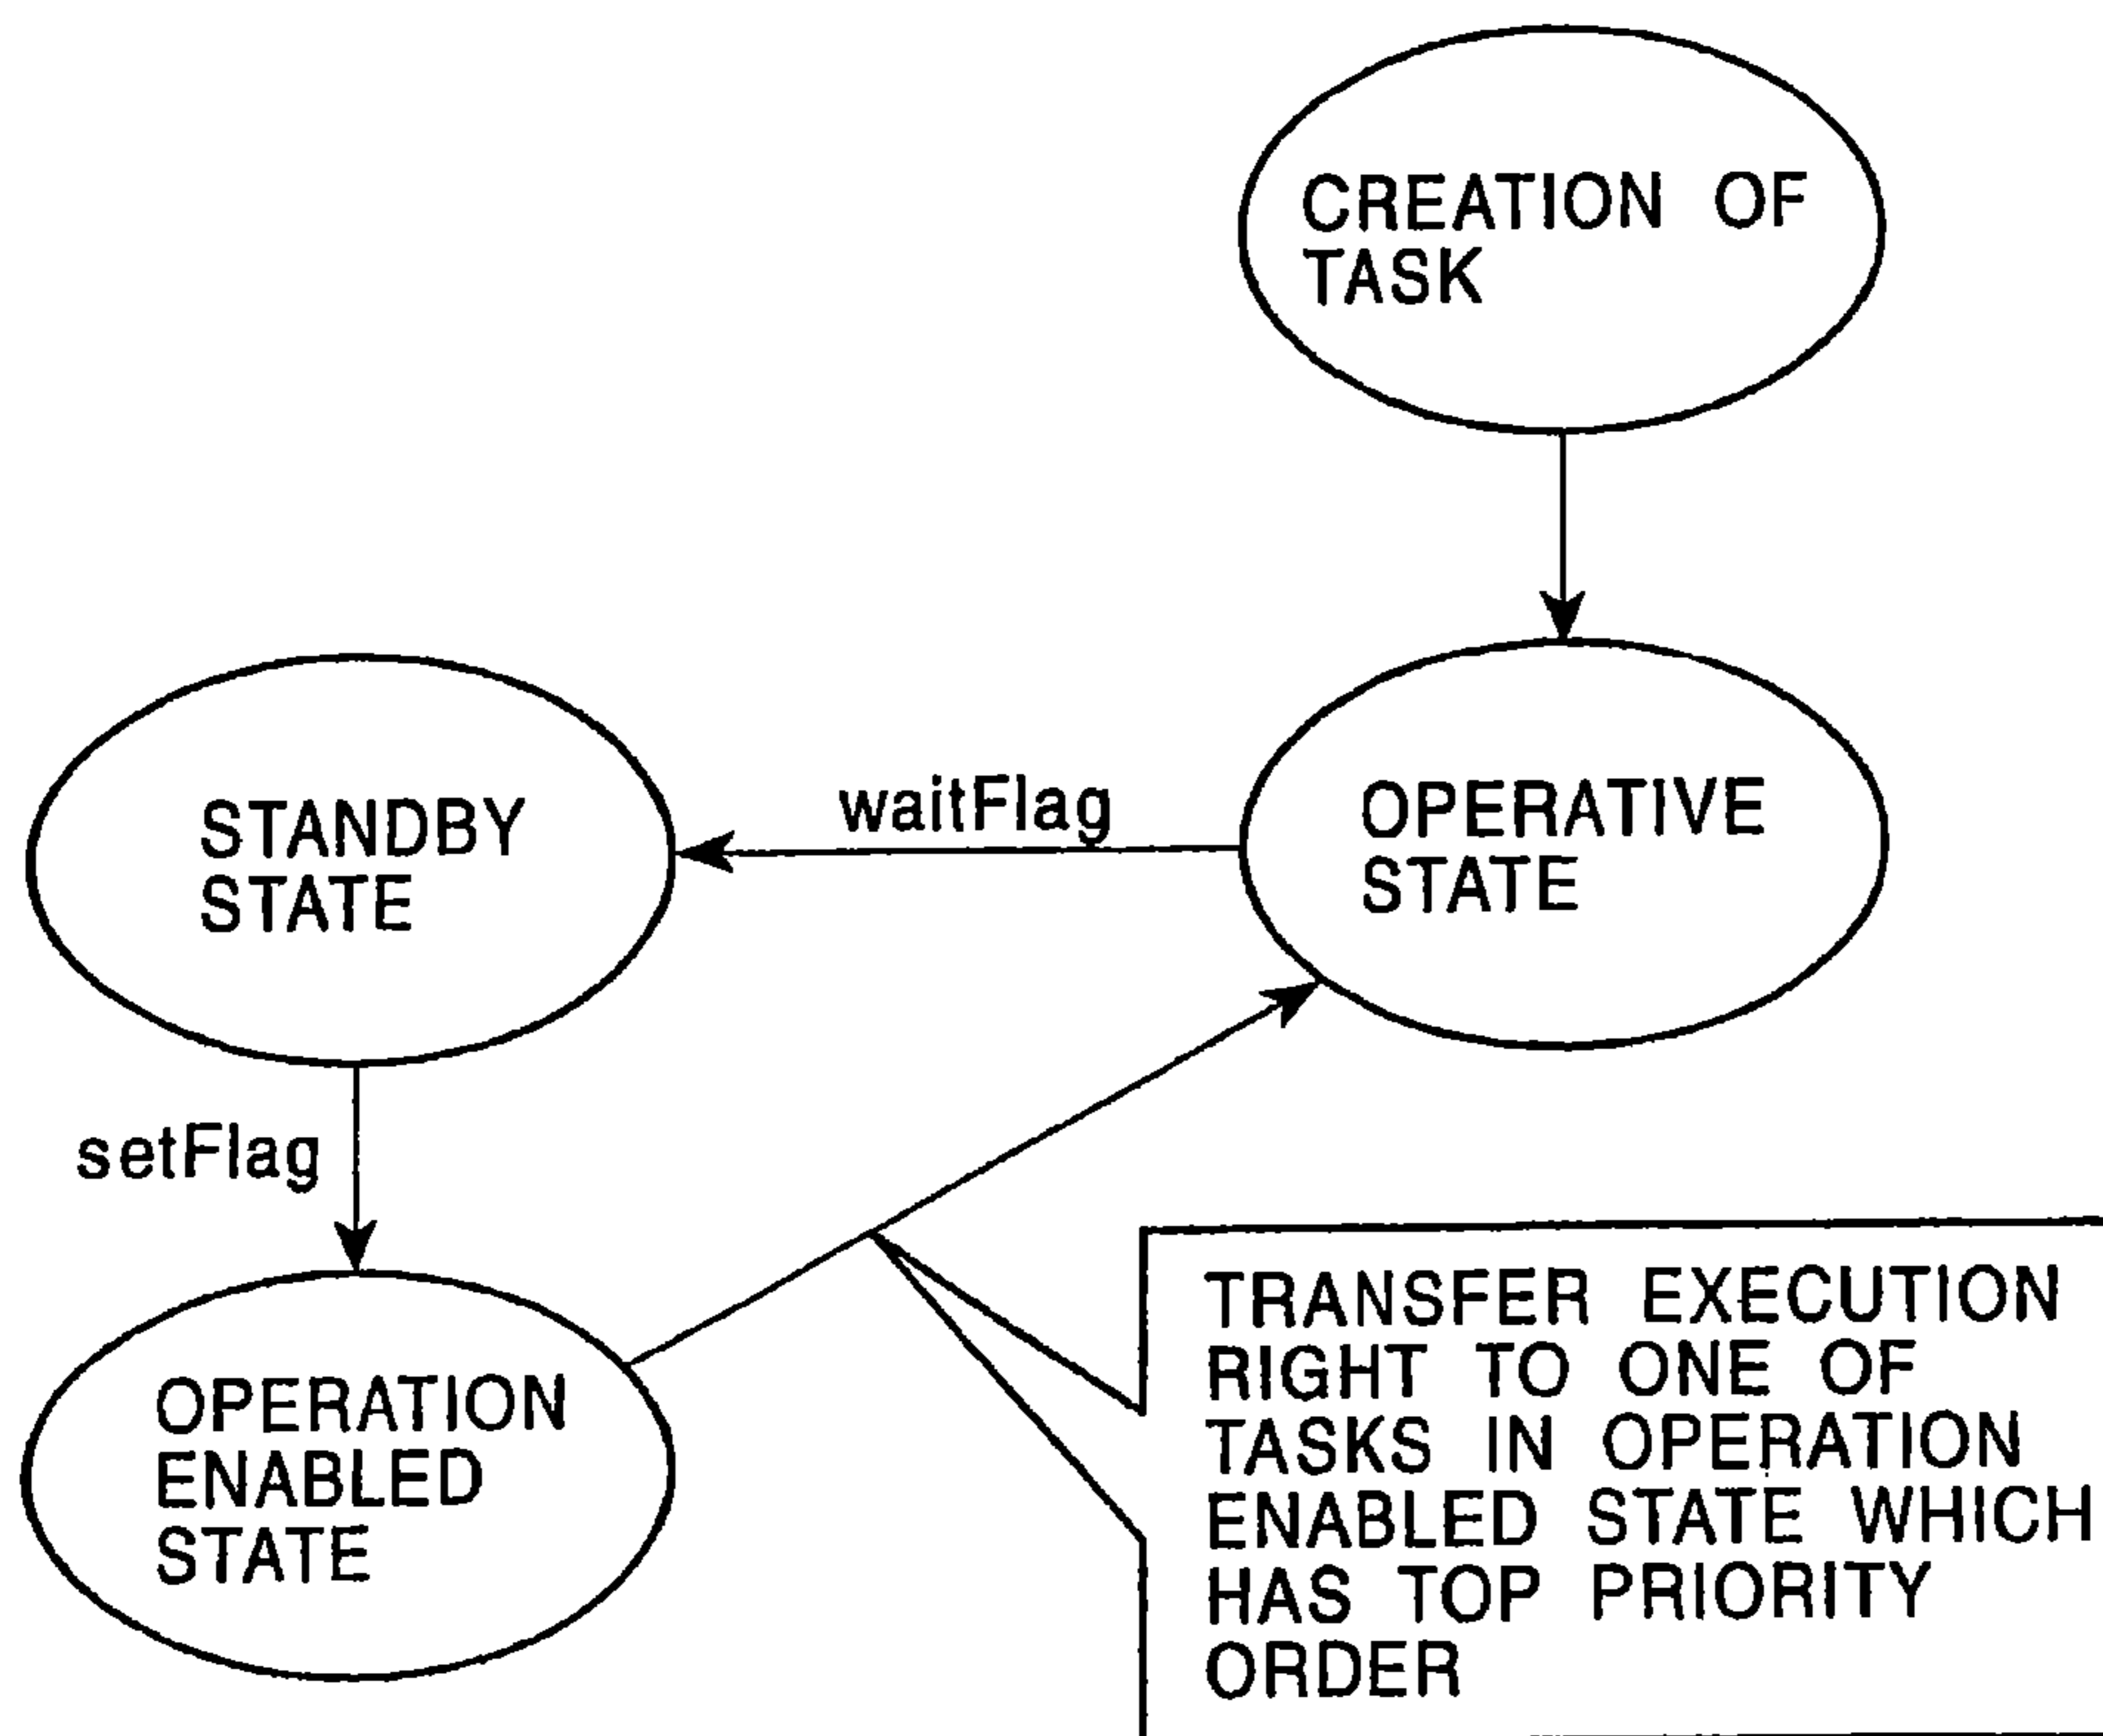 CREATION OF
TASK
STANDBY
STATE
waitFlag
OPERATIVE
STATE
setFlag
OPERATION
ENABLED
STATE
TRANSFER EXECUTION
RIGHT TO ONE OF
TASKS IN OPERATION
ENABLED STATE WHICH
HAS TOP PRIORITY
ORDER